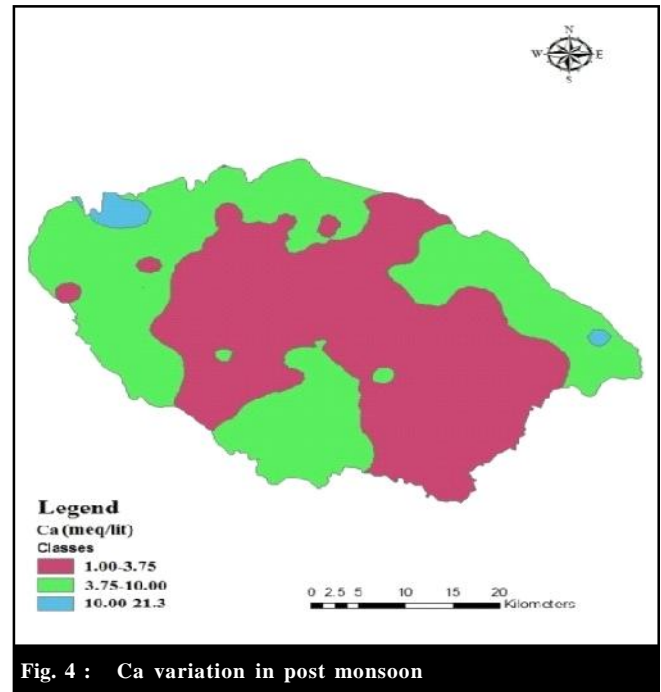 N
W E
S
Legend
Ca (meq/lit)
Classes
1.00-3.75
3.75-10.00
10.00 21.3
0 2.5 5 10 15 20
Kilometers
Fig. 4 : Ca variation in post monsoon